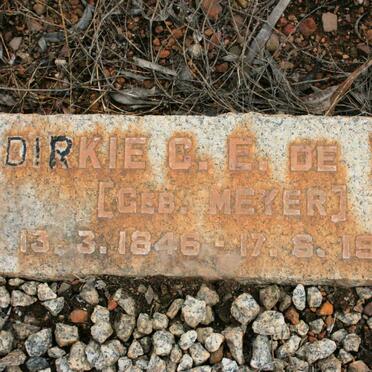 DIRKIE C. E. DE
[GEB. MEYER]
13. 3. 1846 - 17. 8. 19